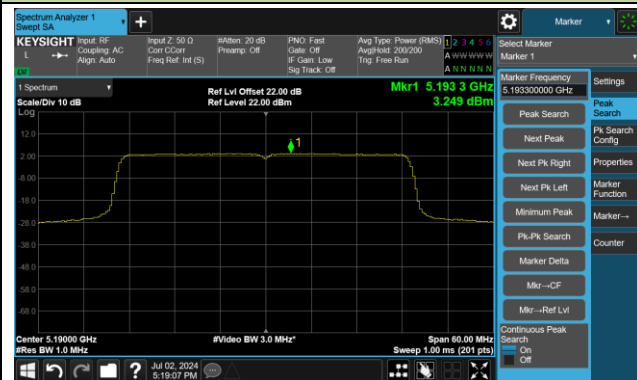 Spectrum Analyzer 1
Swept SA
+
Marker
KEYSIGHT
L
LW
Input: RF
Coupling: AC
Align: Auto
Input Z: 50 Ω
Corr CCorr
Freq Ref: Int (S)
#Atten: 20 dB
Preamp: Off
PNO: Fast
Gate: Off
IF Gain: Low
Sig Track: Off
Avg Type: Power (RMS)
Avg|Hold: 200/200
Trig: Free Run
1 2 3 4 5 6
A W W W W W
A N N N N N
Select Marker
Marker 1
1 Spectrum
Scale/Div 10 dB
Log
Ref Lvl Offset 22.00 dB
Ref Level 22.00 dBm
Mkr1 5.193 3 GHz
3.249 dBm
12.0
2.00
-8.00
-18.0
-28.0
-38.0
-48.0
-58.0
-68.0
1
Center 5.19000 GHz
#Res BW 1.0 MHz
#Video BW 3.0 MHz*
Span 60.00 MHz
Sweep 1.00 ms (201 pts)
Marker Frequency
5.193300000 GHz
Peak Search
Next Peak
Next Pk Right
Next Pk Left
Minimum Peak
Pk-Pk Search
Marker Delta
Mkr→CF
Mkr→Ref Lvl
Continuous Peak
Search
On
Off
Settings
Peak
Search
Pk Search
Config
Properties
Marker
Function
Marker→
Counter
?
Jul 02, 2024
5:19:07 PM